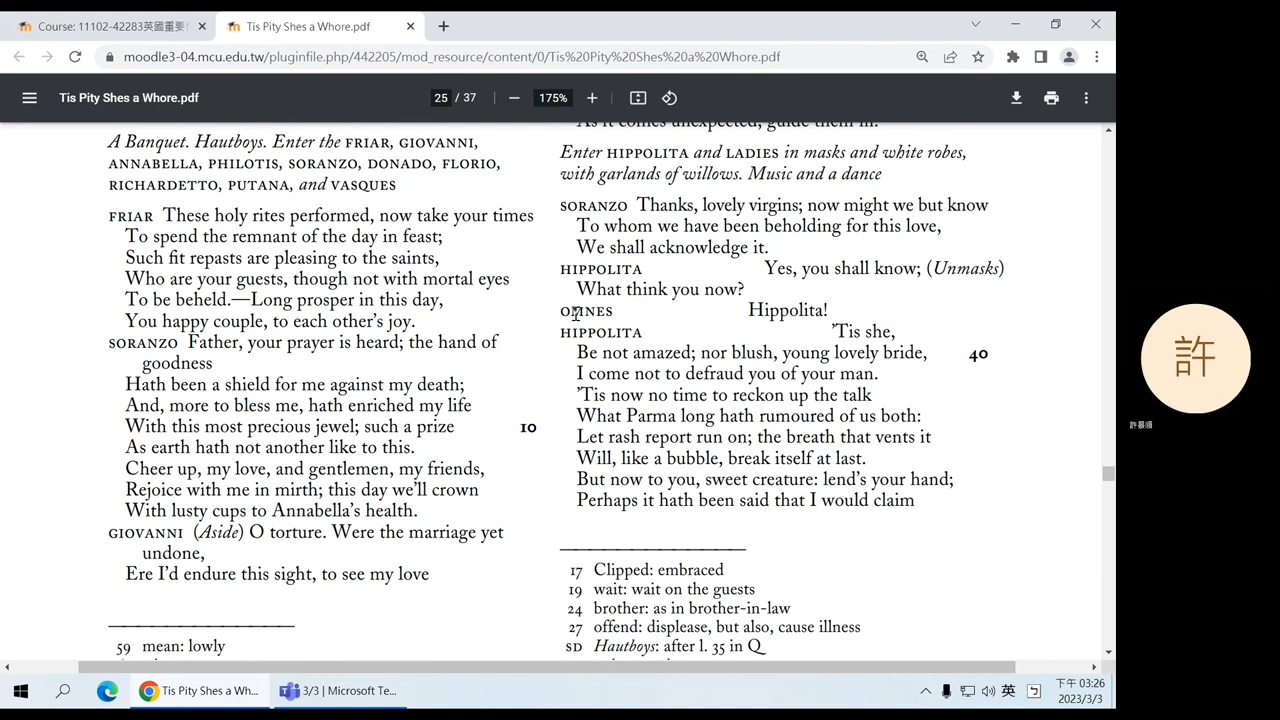 Course: 11102-42283英國重要
Tis Pity Shes a Whore.pdf
moodle3-04.mcu.edu.tw/pluginfile.php/442205/mod_resource/content/0/Tis%20Pity%20Shes%20a%20Whore.pdf
Tis Pity Shes a Whore.pdf
25 / 37
175%
A Banquet. Hautboys. Enter the FRIAR, GIOVANNI,
ANNABELLA, PHILOTIS, SORANZO, DONADO, FLORIO,
RICHARDETTO, PUTANA, and VASQUES
FRIAR These holy rites performed, now take your times
To spend the remnant of the day in feast;
Such fit repasts are pleasing to the saints,
Who are your guests, though not with mortal eyes
To be beheld.—Long prosper in this day,
You happy couple, to each other's joy.
SORANZO Father, your prayer is heard; the hand of
goodness
Hath been a shield for me against my death;
And, more to bless me, hath enriched my life
With this most precious jewel; such a prize 10
As earth hath not another like to this.
Cheer up, my love, and gentlemen, my friends,
Rejoice with me in mirth; this day we'll crown
With lusty cups to Annabella's health.
GIOVANNI (Aside) O torture. Were the marriage yet
undone,
Ere I'd endure this sight, to see my love
59 mean: lowly
As it comes unexpected, guide them in.
Enter HIPPOLITA and LADIES in masks and white robes,
with garlands of willows. Music and a dance
SORANZO Thanks, lovely virgins; now might we but know
To whom we have been beholding for this love,
We shall acknowledge it.
HIPPOLITA Yes, you shall know; (Unmasks)
What think you now?
OMNES Hippolita!
HIPPOLITA 'Tis she,
Be not amazed; nor blush, young lovely bride, 40
I come not to defraud you of your man.
'Tis now no time to reckon up the talk
What Parma long hath rumoured of us both:
Let rash report run on; the breath that vents it
Will, like a bubble, break itself at last.
But now to you, sweet creature: lend's your hand;
Perhaps it hath been said that I would claim
17 Clipped: embraced
19 wait: wait on the guests
24 brother: as in brother-in-law
27 offend: displease, but also, cause illness
SD Hautboys: after l. 35 in Q
許
許景順
Tis Pity Shes a Wh...
3/3 | Microsoft Te...
英
下午 03:26
2023/3/3